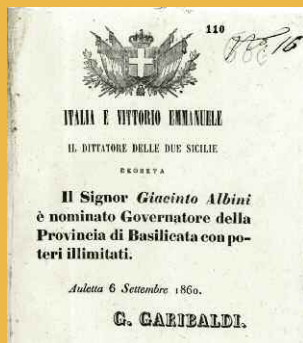 110
16
ITALIA E VITTORIO EMMANUELE
IL DITTATORE DELLE DUE SICILIE
DECRETA
Il Signor Giacinto Albini
è nominato Governatore della
Provincia di Basilicata con po-
teri illimitati.
Auletta 6 Settembre 1860.
G. GARIBALDI.